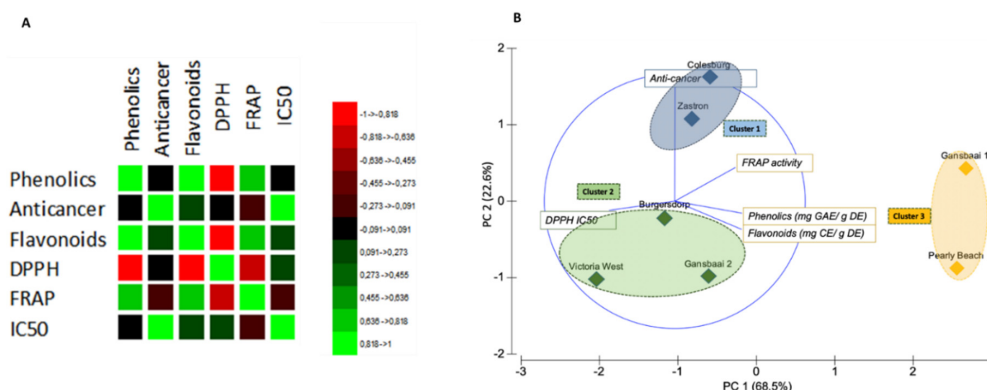 A
Phenolics
Anticancer
Flavonoids
DPPH
FRAP
IC50
Phenolics
Anticancer
Flavonoids
DPPH
FRAP
IC50
-1->-0,818
-0,818->-0,636
-0,636->-0,455
-0,455->-0,273
-0,273->-0,091
-0,091->0,091
0,091->0,273
0,273->0,455
0,455->0,636
0,636->0,818
0,818->1
B
PC 2 (22.6%)
2
1
0
-1
-2
Colesburg
Anti-cancer
Zastron
Cluster 1
FRAP activity
Gansbaai 1
Cluster 2
DPPH IC50
Burgersdorp
Phenolics (mg GAE/ g DE)
Flavonoids (mg CE/ g DE)
Cluster 3
Victoria West
Gansbaai 2
Pearly Beach
-3 -2 -1 0 1 2 3
PC 1 (68.5%)